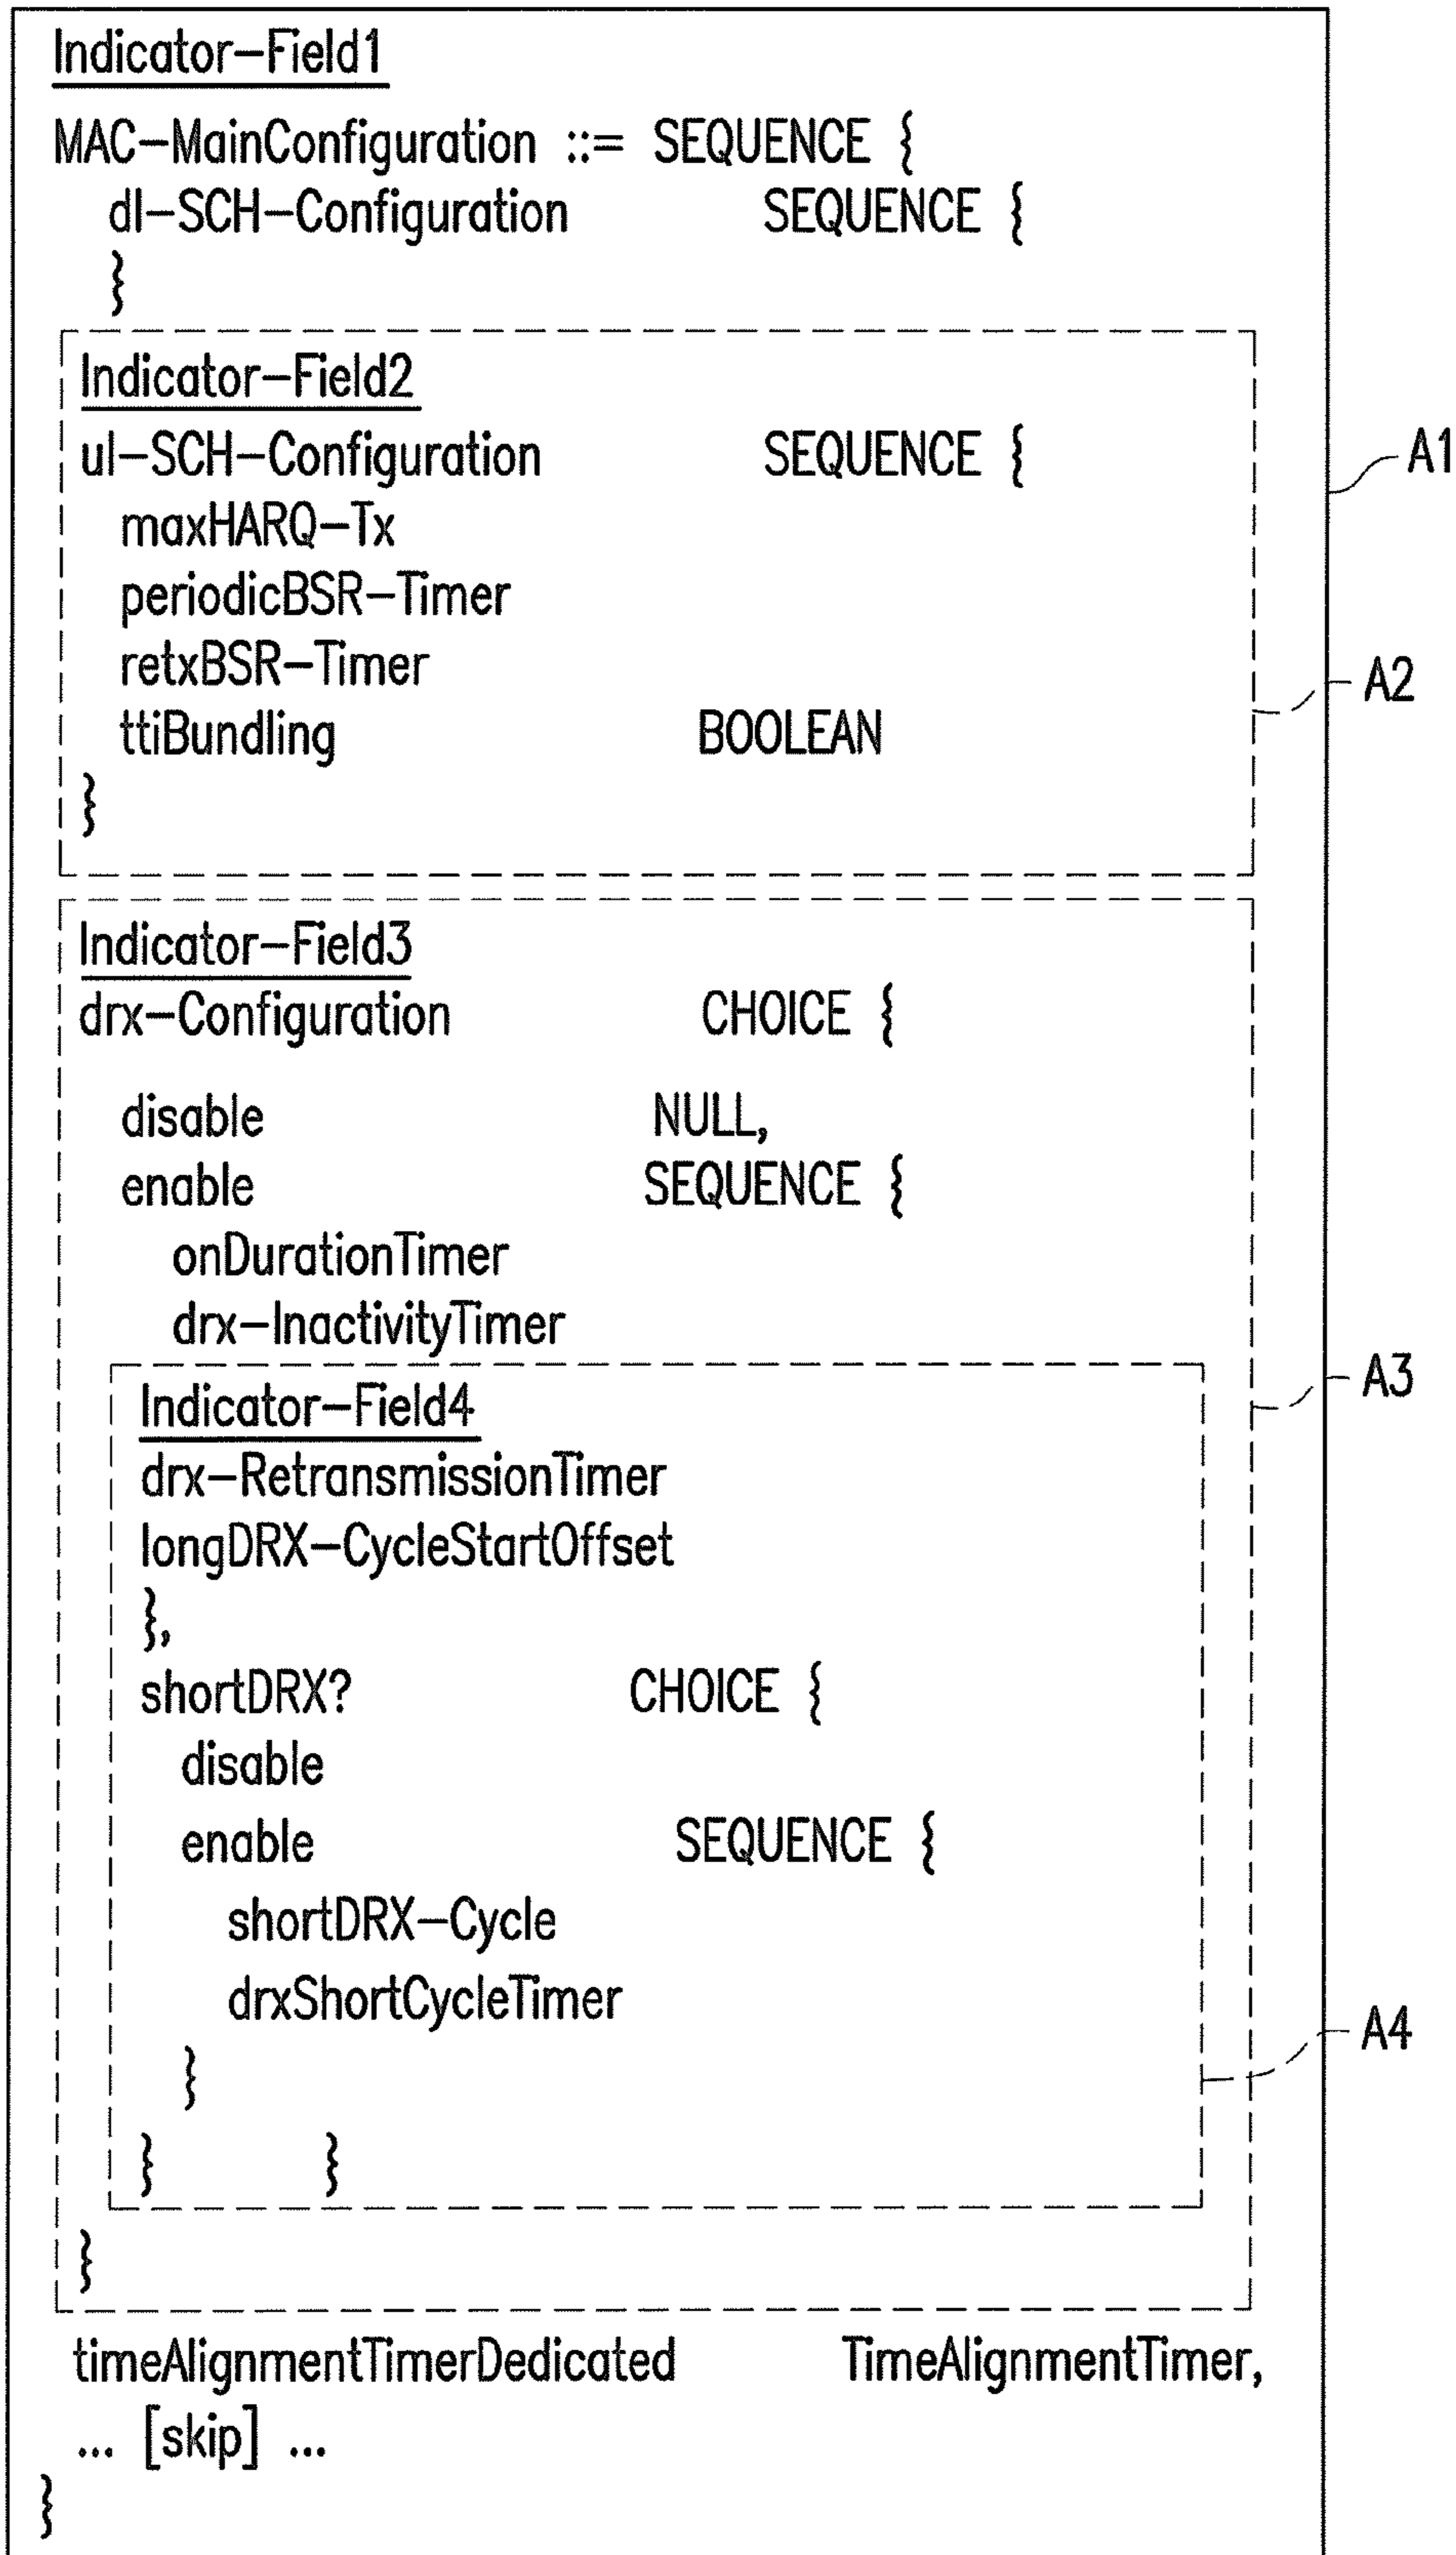 Indicator-Field1
MAC-MainConfiguration ::= SEQUENCE {
dl-SCH-Configuration SEQUENCE {
}
Indicator-Field2
ul-SCH-Configuration SEQUENCE {
A1
maxHARQ-Tx
periodicBSR-Timer
retxBSR-Timer
A2
ttiBundling BOOLEAN
}
Indicator-Field3
drx-Configuration CHOICE {
disable NULL,
enable SEQUENCE {
onDurationTimer
drx-InactivityTimer
A3
Indicator-Field4
drx-RetransmissionTimer
longDRX-CycleStartOffset
},
shortDRX? CHOICE {
disable
enable SEQUENCE {
shortDRX-Cycle
drxShortCycleTimer
A4
}
} }
}
timeAlignmentTimerDedicated TimeAlignmentTimer,
... [skip] ...
}